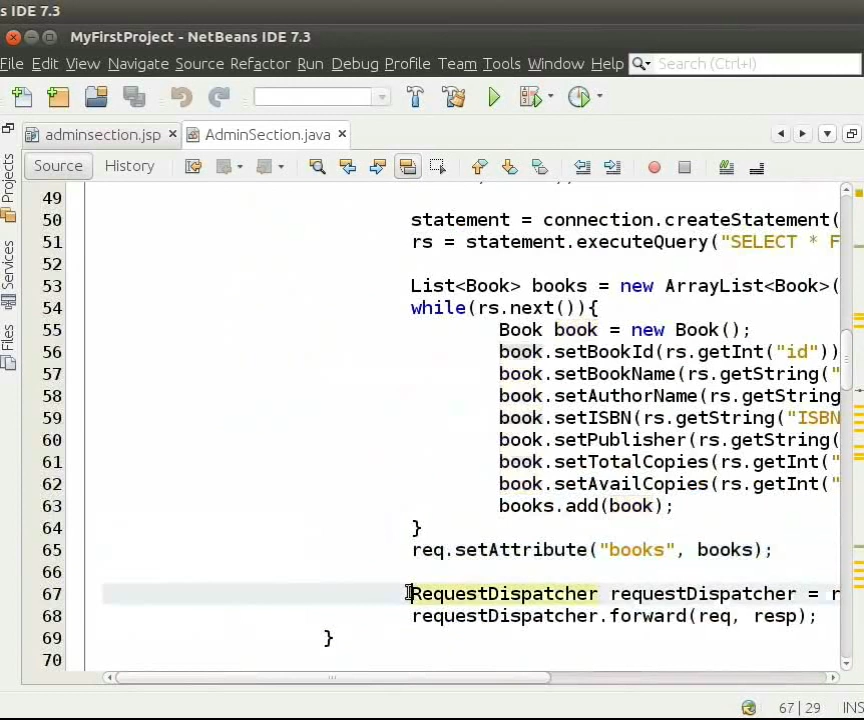 s IDE 7.3
MyFirstProject - NetBeans IDE 7.3
File Edit View Navigate Source Refactor Run Debug Profile Team Tools Window Help Search (Ctrl+I)
adminsection.jsp AdminSection.java
Source History
Projects
Services
Files
49
50 statement = connection.createStatement(
51 rs = statement.executeQuery("SELECT * F
52
53 List<Book> books = new ArrayList<Book>(
54 while(rs.next()){
55 Book book = new Book();
56 book.setBookId(rs.getInt("id"))
57 book.setBookName(rs.getString("
58 book.setAuthorName(rs.getString
59 book.setISBN(rs.getString("ISBN
60 book.setPublisher(rs.getString(
61 book.setTotalCopies(rs.getInt("
62 book.setAvailCopies(rs.getInt("
63 books.add(book);
64 }
65 req.setAttribute("books", books);
66
67 RequestDispatcher requestDispatcher = r
68 requestDispatcher.forward(req, resp);
69 }
70
67 | 29 INS